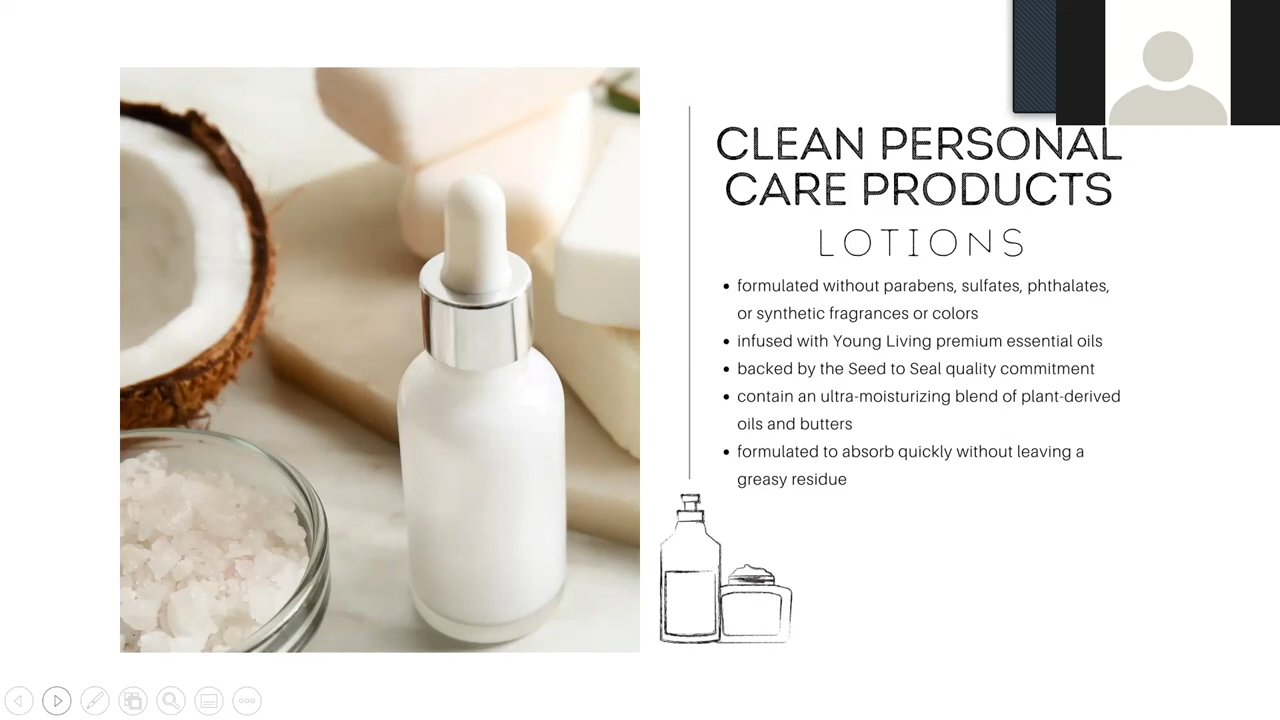 CLEAN PERSONAL
CARE PRODUCTS
LOTIONS
• formulated without parabens, sulfates, phthalates,
or synthetic fragrances or colors
• infused with Young Living premium essential oils
• backed by the Seed to Seal quality commitment
• contain an ultra-moisturizing blend of plant-derived
oils and butters
• formulated to absorb quickly without leaving a
greasy residue